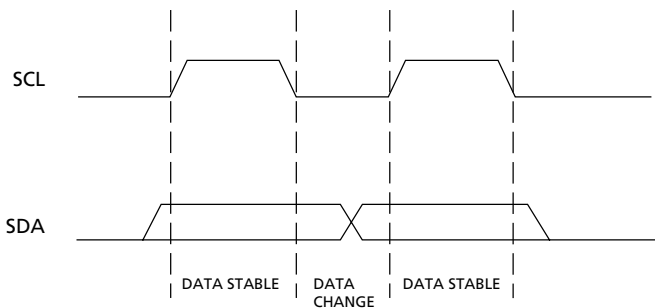 SCL
SDA
DATA STABLE
DATA
CHANGE
DATA STABLE